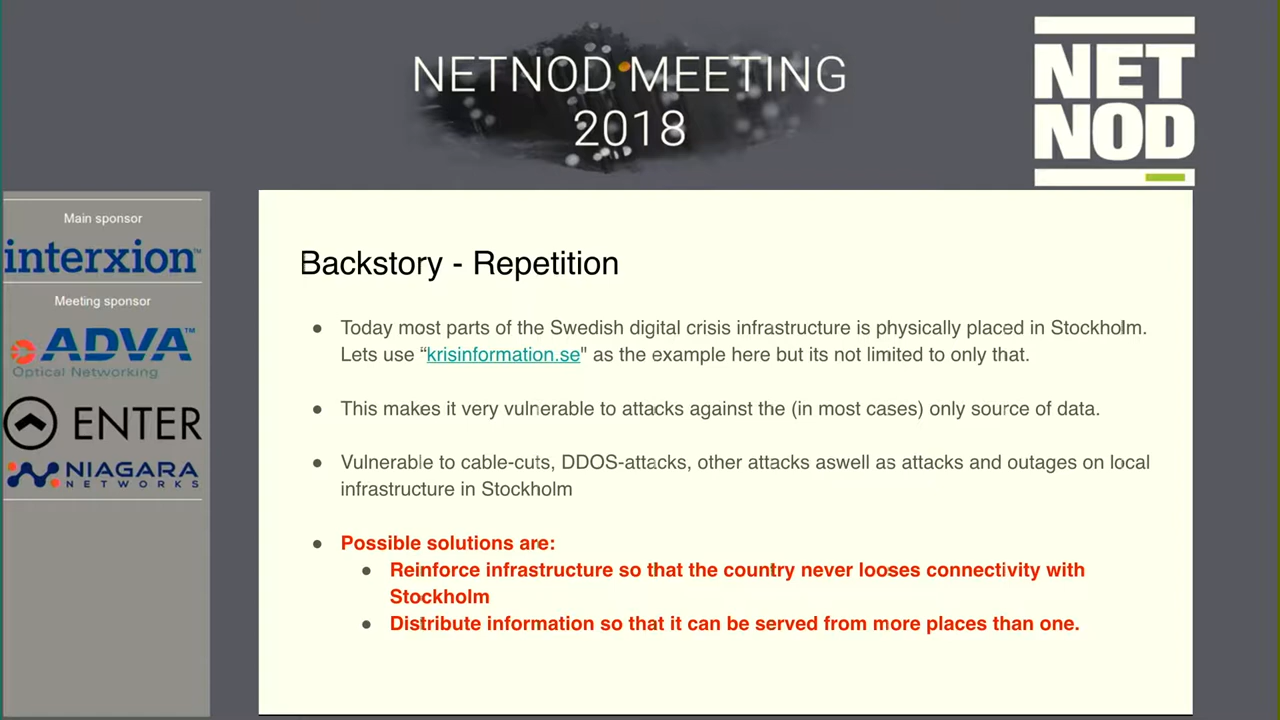 NETNOD MEETING
2018
NET
NOD
Main sponsor
interxion™
Meeting sponsor
ADVA™
Optical Networking
ENTER
NIAGARA
NETWORKS
Backstory - Repetition
● Today most parts of the Swedish digital crisis infrastructure is physically placed in Stockholm.
Lets use “krisinformation.se" as the example here but its not limited to only that.
● This makes it very vulnerable to attacks against the (in most cases) only source of data.
● Vulnerable to cable-cuts, DDOS-attacks, other attacks aswell as attacks and outages on local
infrastructure in Stockholm
● Possible solutions are:
● Reinforce infrastructure so that the country never looses connectivity with
Stockholm
● Distribute information so that it can be served from more places than one.